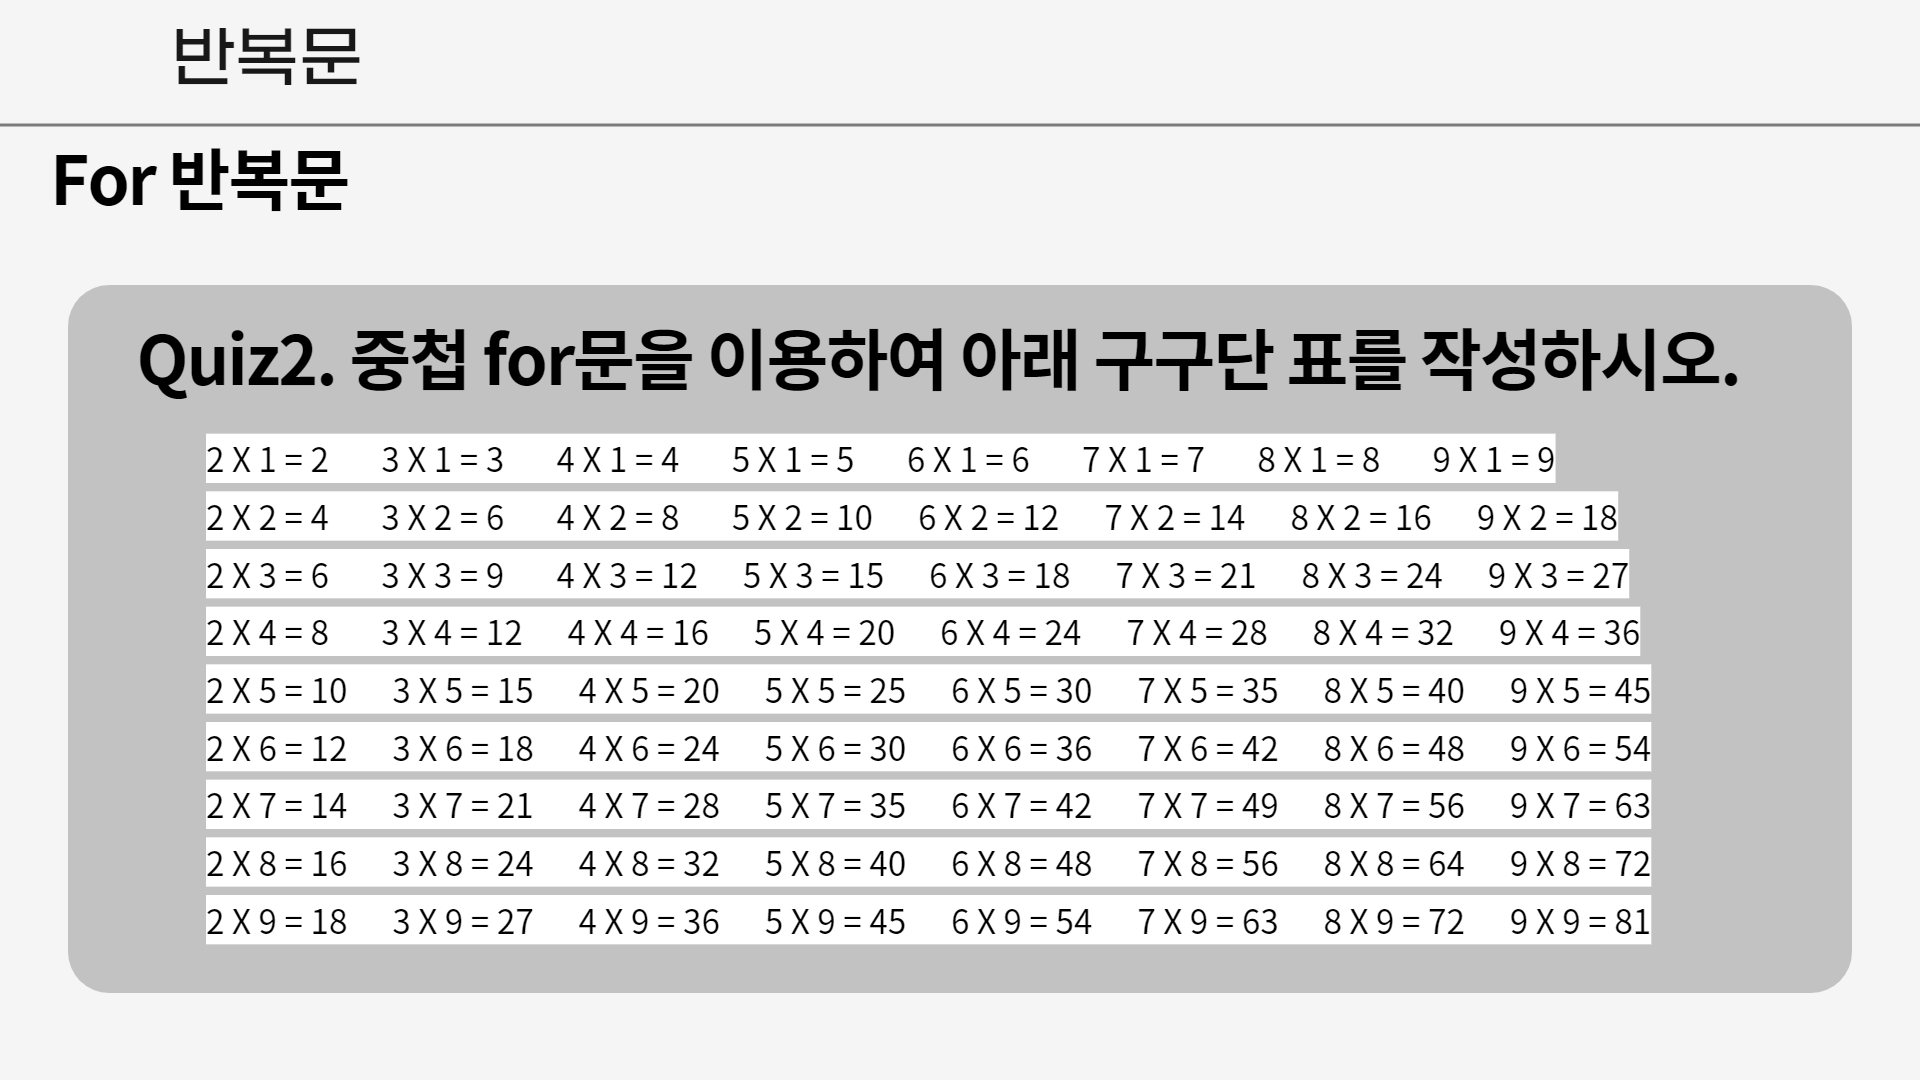 반복문
For 반복문
Quiz2. 중첩 for문을 이용하여 아래 구구단 표를 작성하시오.
2 X 1 = 2 3 X 1 = 3 4 X 1 = 4 5 X 1 = 5 6 X 1 = 6 7 X 1 = 7 8 X 1 = 8 9 X 1 = 9
2 X 2 = 4 3 X 2 = 6 4 X 2 = 8 5 X 2 = 10 6 X 2 = 12 7 X 2 = 14 8 X 2 = 16 9 X 2 = 18
2 X 3 = 6 3 X 3 = 9 4 X 3 = 12 5 X 3 = 15 6 X 3 = 18 7 X 3 = 21 8 X 3 = 24 9 X 3 = 27
2 X 4 = 8 3 X 4 = 12 4 X 4 = 16 5 X 4 = 20 6 X 4 = 24 7 X 4 = 28 8 X 4 = 32 9 X 4 = 36
2 X 5 = 10 3 X 5 = 15 4 X 5 = 20 5 X 5 = 25 6 X 5 = 30 7 X 5 = 35 8 X 5 = 40 9 X 5 = 45
2 X 6 = 12 3 X 6 = 18 4 X 6 = 24 5 X 6 = 30 6 X 6 = 36 7 X 6 = 42 8 X 6 = 48 9 X 6 = 54
2 X 7 = 14 3 X 7 = 21 4 X 7 = 28 5 X 7 = 35 6 X 7 = 42 7 X 7 = 49 8 X 7 = 56 9 X 7 = 63
2 X 8 = 16 3 X 8 = 24 4 X 8 = 32 5 X 8 = 40 6 X 8 = 48 7 X 8 = 56 8 X 8 = 64 9 X 8 = 72
2 X 9 = 18 3 X 9 = 27 4 X 9 = 36 5 X 9 = 45 6 X 9 = 54 7 X 9 = 63 8 X 9 = 72 9 X 9 = 81